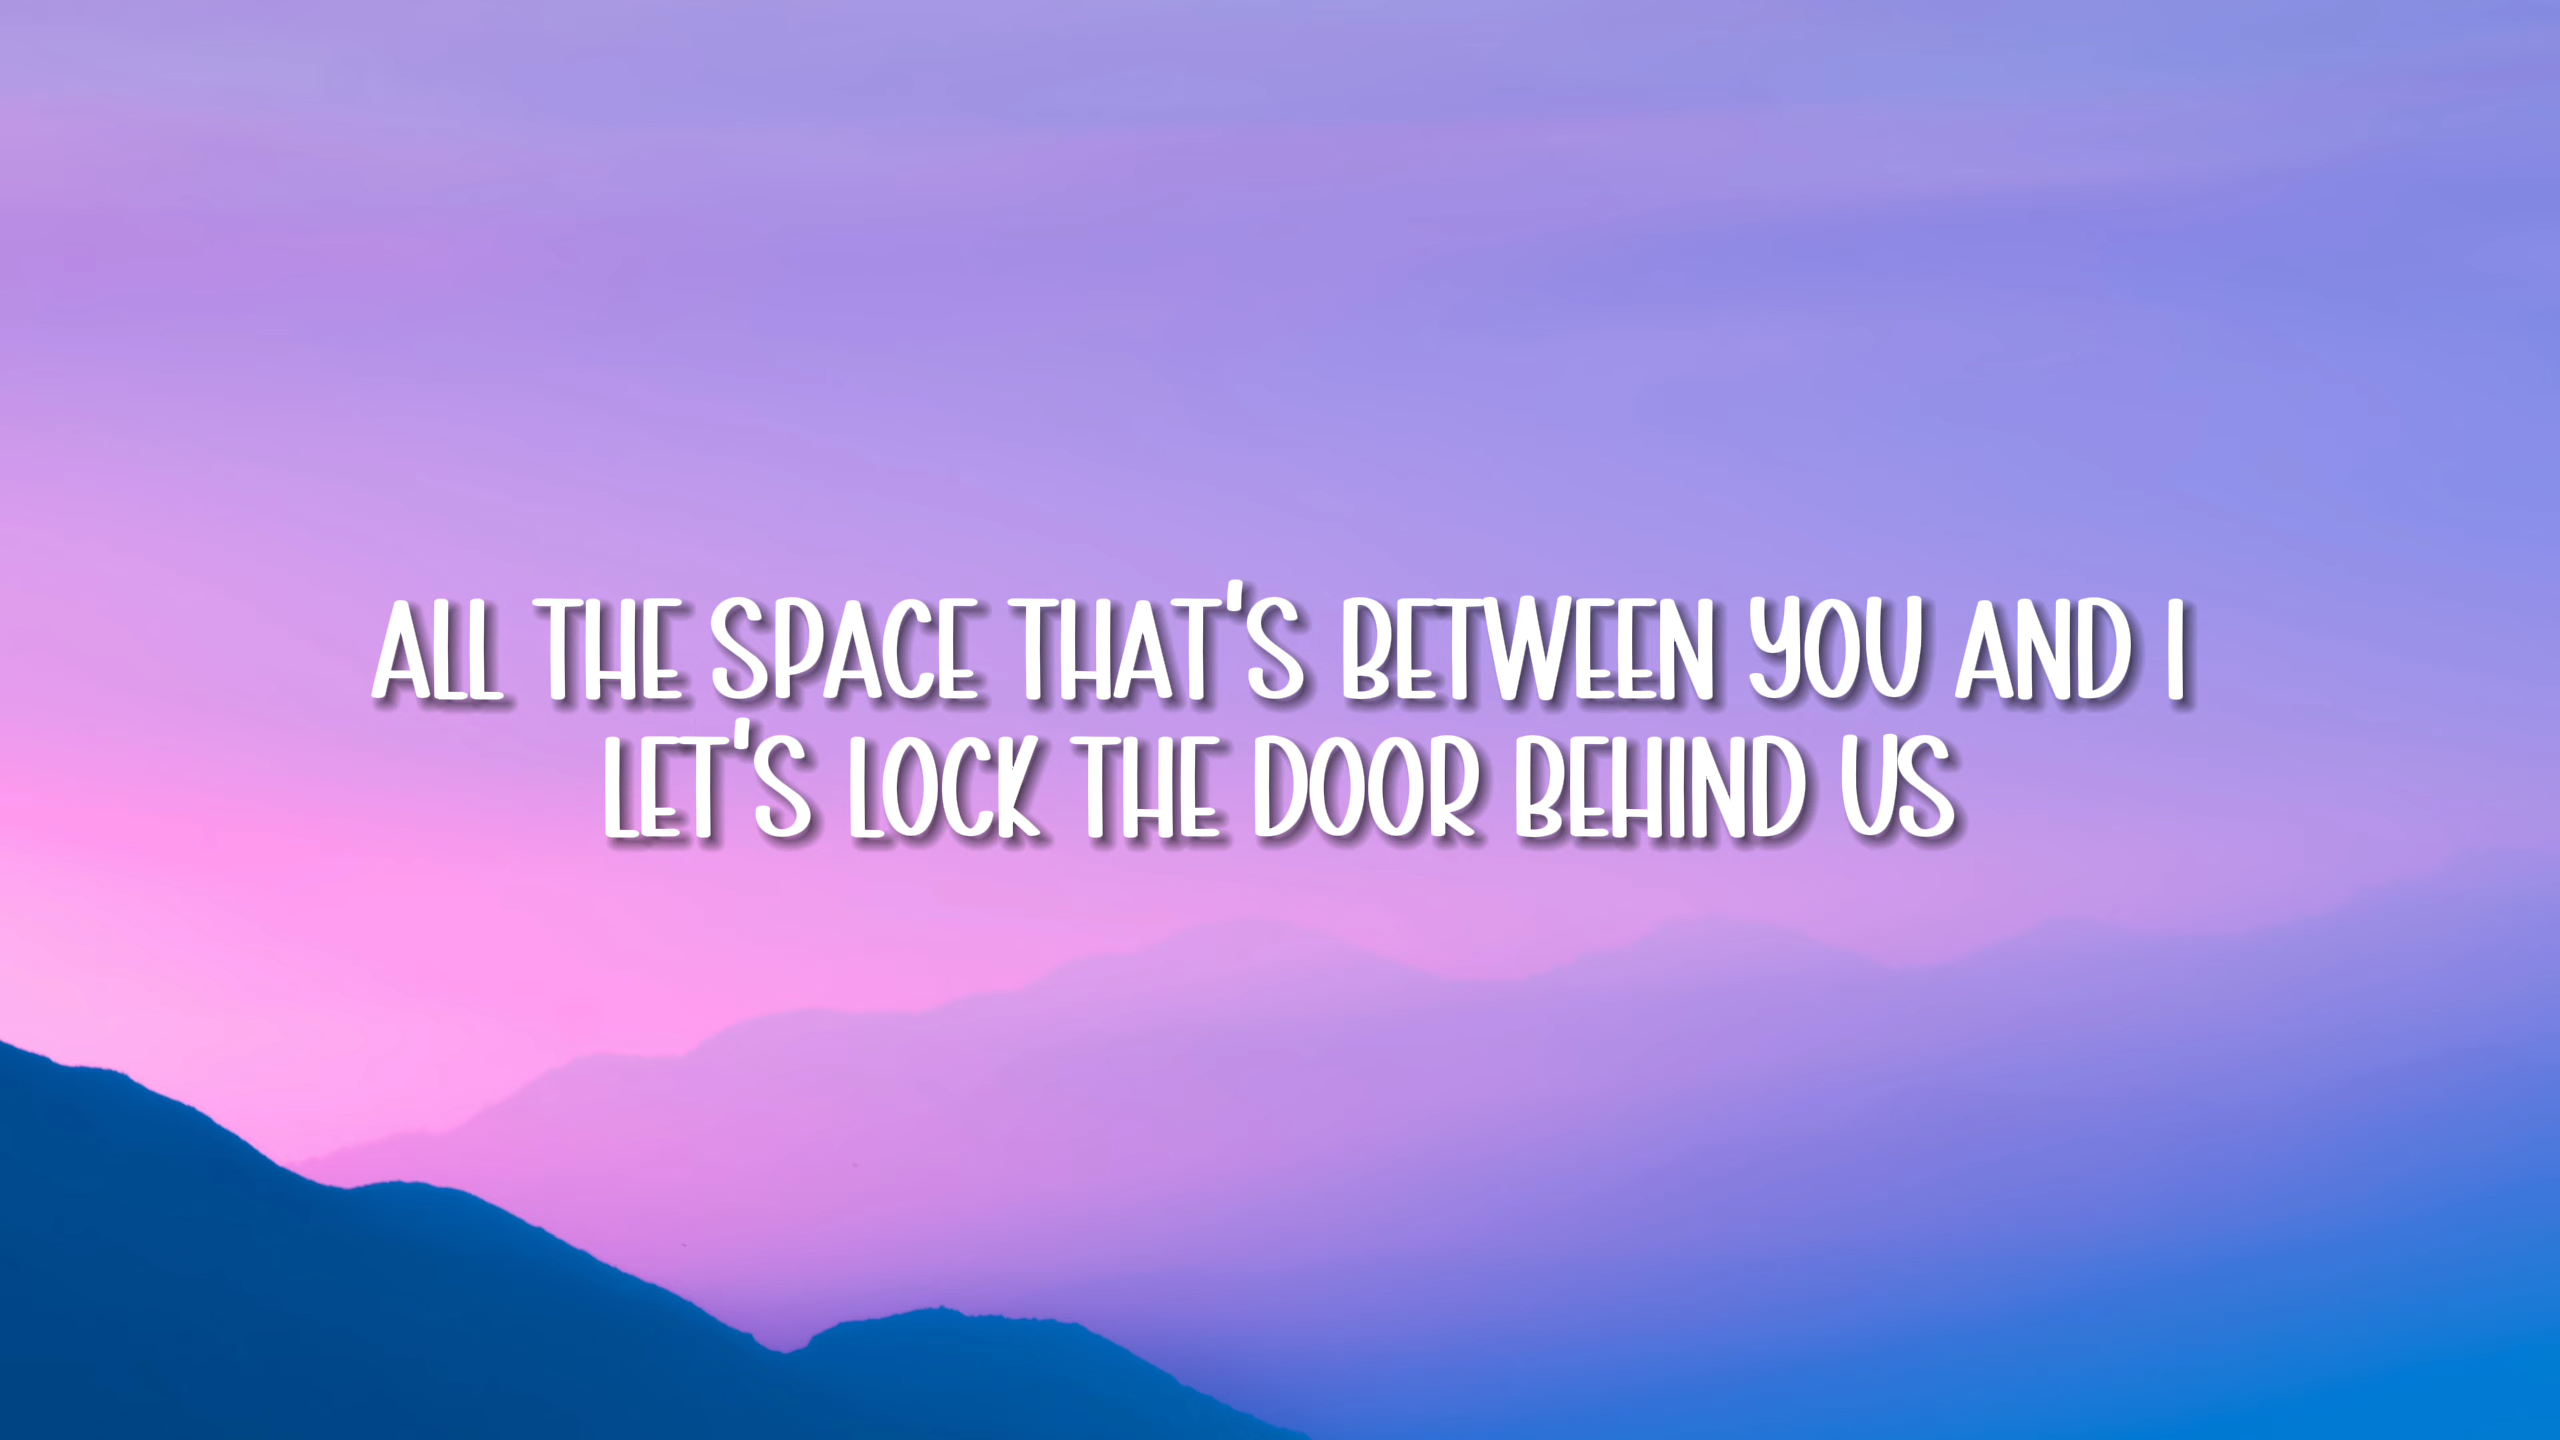 ALL THE SPACE THAT'S BETWEEN YOU AND I
LET'S LOCK THE DOOR BEHIND US